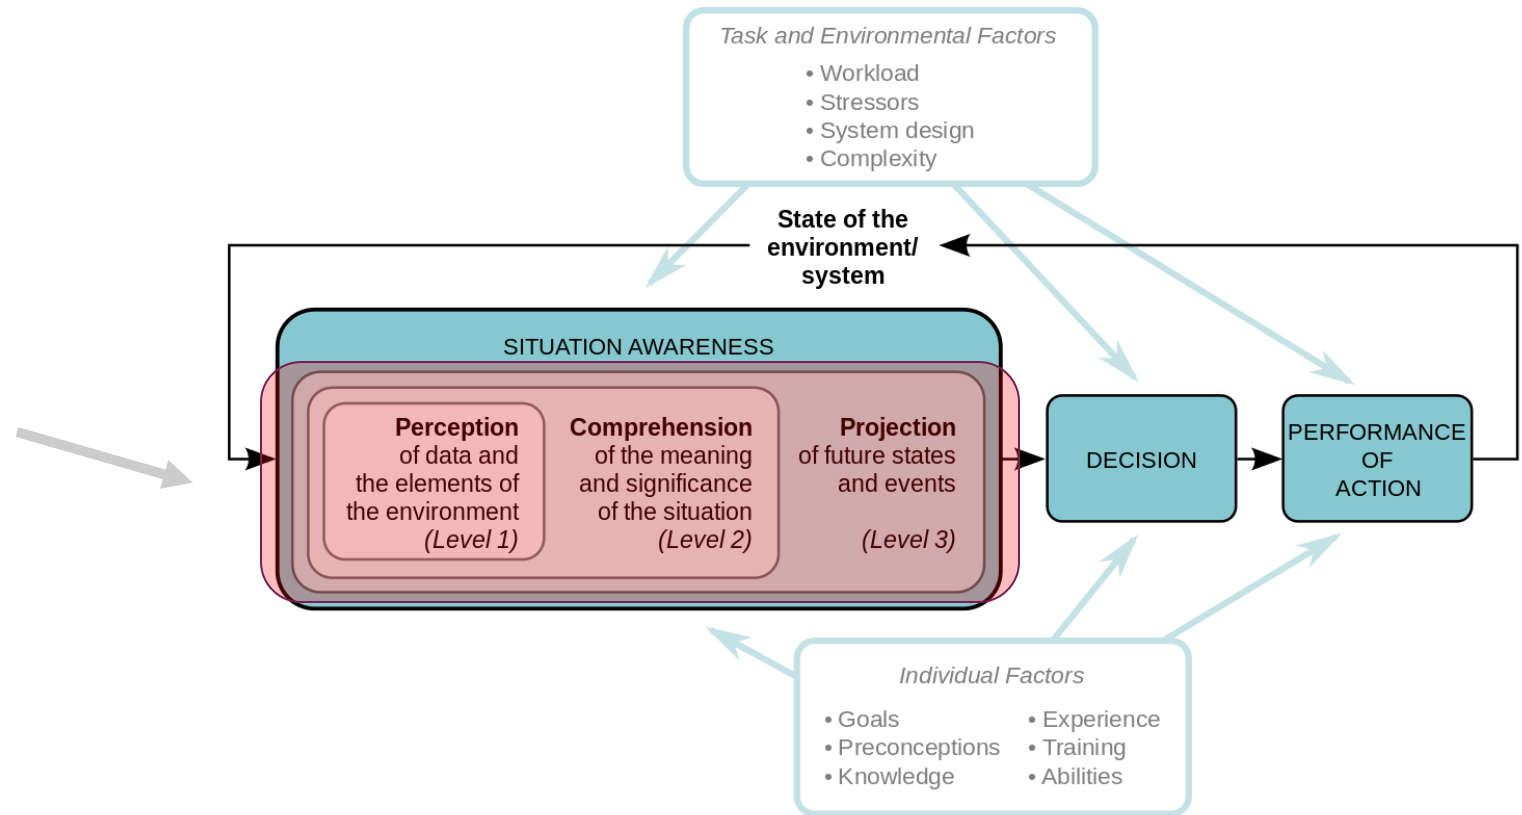 Task and Environmental Factors
• Workload
• Stressors
• System design
• Complexity
State of the
environment/
system
SITUATION AWARENESS
Perception
of data and
the elements of
the environment
(Level 1)
Comprehension
of the meaning
and significance
of the situation
(Level 2)
Projection
of future states
and events
(Level 3)
DECISION
PERFORMANCE
OF
ACTION
Individual Factors
• Goals
• Preconceptions
• Knowledge
• Experience
• Training
• Abilities